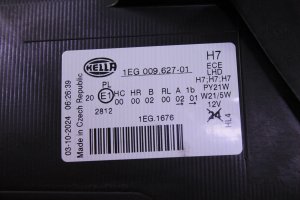 HELLA
1EG 009.627-01
H7
ECE
LHD
H7;H7;H7
PY21W
W21/5W
12V
24
HL4
PL
20 E1 HC HR B RL A 1b
00 00 02 00 02 01
2812
1EG.1676
03-10-2024 06:26:39
Made in Czech Republic